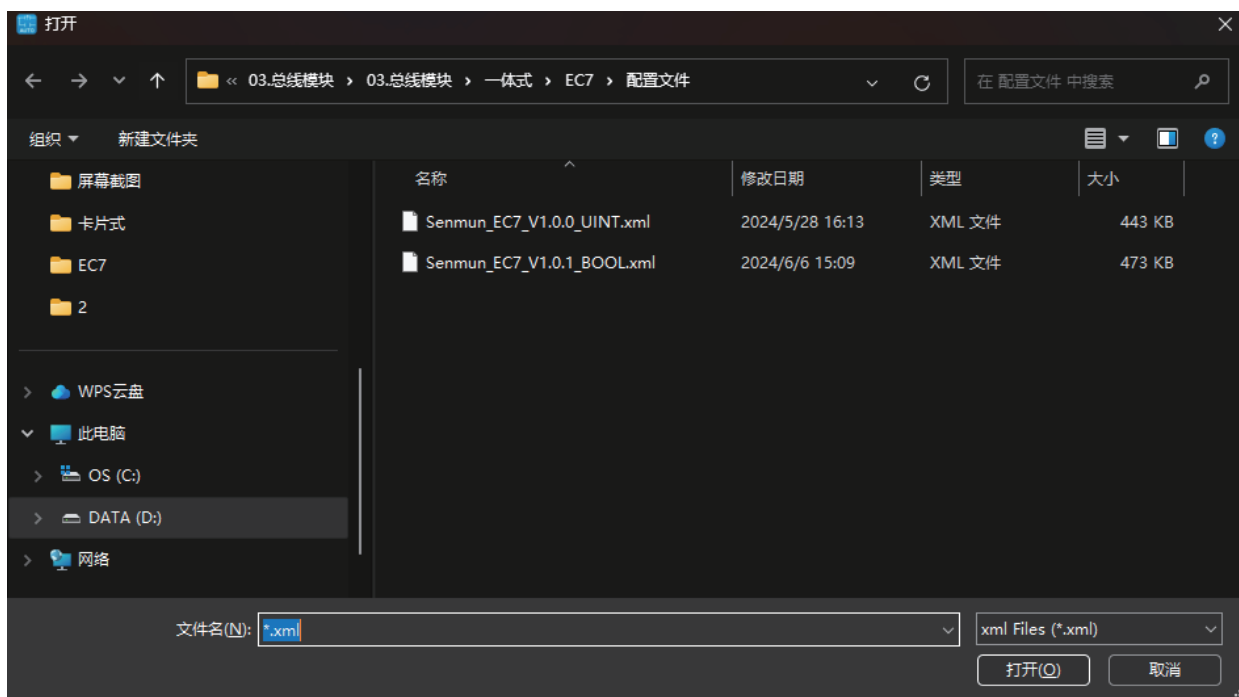 打开
« 03.总线模块 › 03.总线模块 › 一体式 › EC7 › 配置文件
在 配置文件 中搜索
组织 新建文件夹
屏幕截图
卡片式
EC7
2
WPS云盘
此电脑
OS (C:)
DATA (D:)
网络
名称 修改日期 类型 大小
Senmun_EC7_V1.0.0_UINT.xml 2024/5/28 16:13 XML 文件 443 KB
Senmun_EC7_V1.0.1_BOOL.xml 2024/6/6 15:09 XML 文件 473 KB
文件名(N): *.xml xml Files (*.xml)
打开(O) 取消